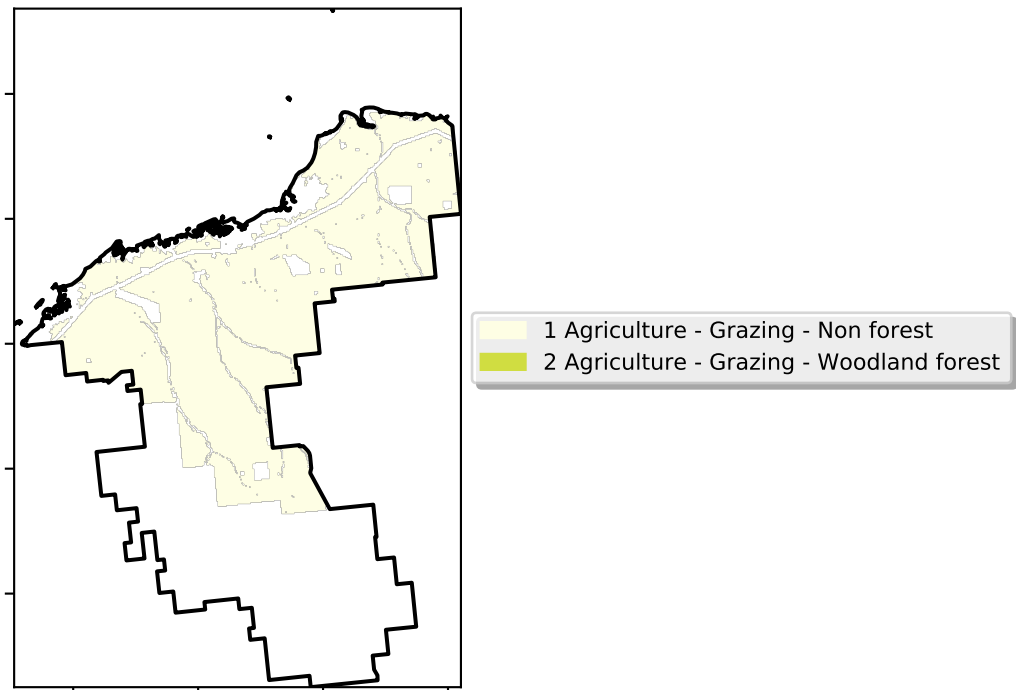 1 Agriculture - Grazing - Non forest
2 Agriculture - Grazing - Woodland forest